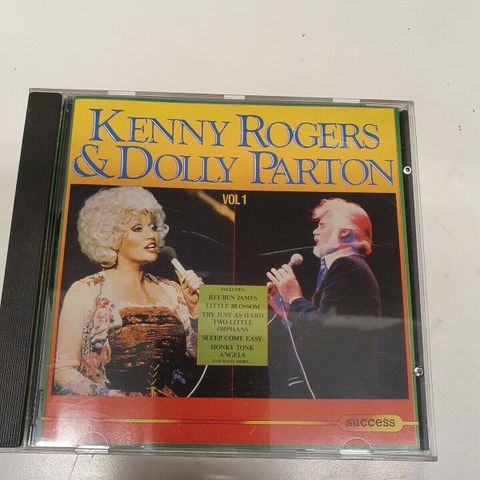 KENNY ROGERS
& DOLLY PARTON
VOL 1
INCLUDES:
REUBEN JAMES
LITTLE BLOSSOM
TRY JUST AS HARD
TWO LITTLE
ORPHANS
SLEEP COME EASY
HONKY TONK
ANGELS
...AND MANY MORE...
success